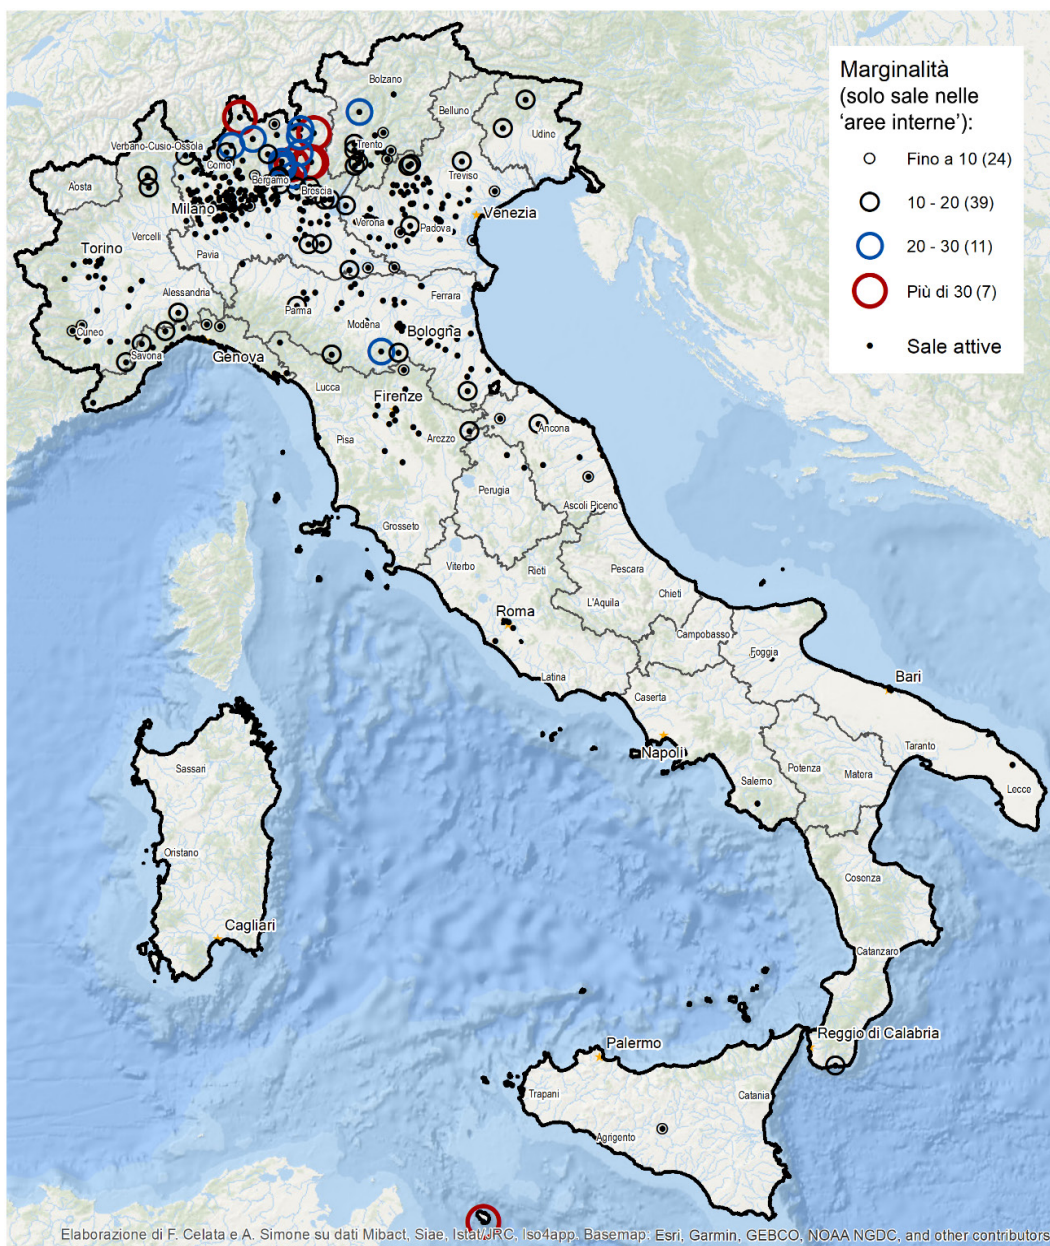 Marginalità
(solo sale nelle
‘aree interne’):
Fino a 10 (24)
10 - 20 (39)
20 - 30 (11)
Più di 30 (7)
Sale attive
Bolzano
Belluno
Udine
Verbano-Cusio-Ossola
Trento
Como
Aosta
Bergamo
Brescia
Treviso
Milano
Venezia
Verona
Padova
Vercelli
Torino
Pavia
Alessandria
Ferrara
Parma
Modena
Cuneo
Bologna
Savona
Genova
Lucca
Firenze
Ancona
Pisa
Arezzo
Perugia
Ascoli Piceno
Grosseto
Viterbo
Rieti
Pescara
Chieti
L'Aquila
Roma
Campobasso
Foggia
Latina
Bari
Caserta
Napoli
Taranto
Sassari
Potenza
Matera
Salerno
Lecce
Oristano
Cosenza
Cagliari
Catanzaro
Reggio di Calabria
Palermo
Trapani
Catania
Agrigento
Elaborazione di F. Celata e A. Simone su dati Mibact, Siae, Istat/JRC, Iso4app. Basemap: Esri, Garmin, GEBCO, NOAA NGDC, and other contributors